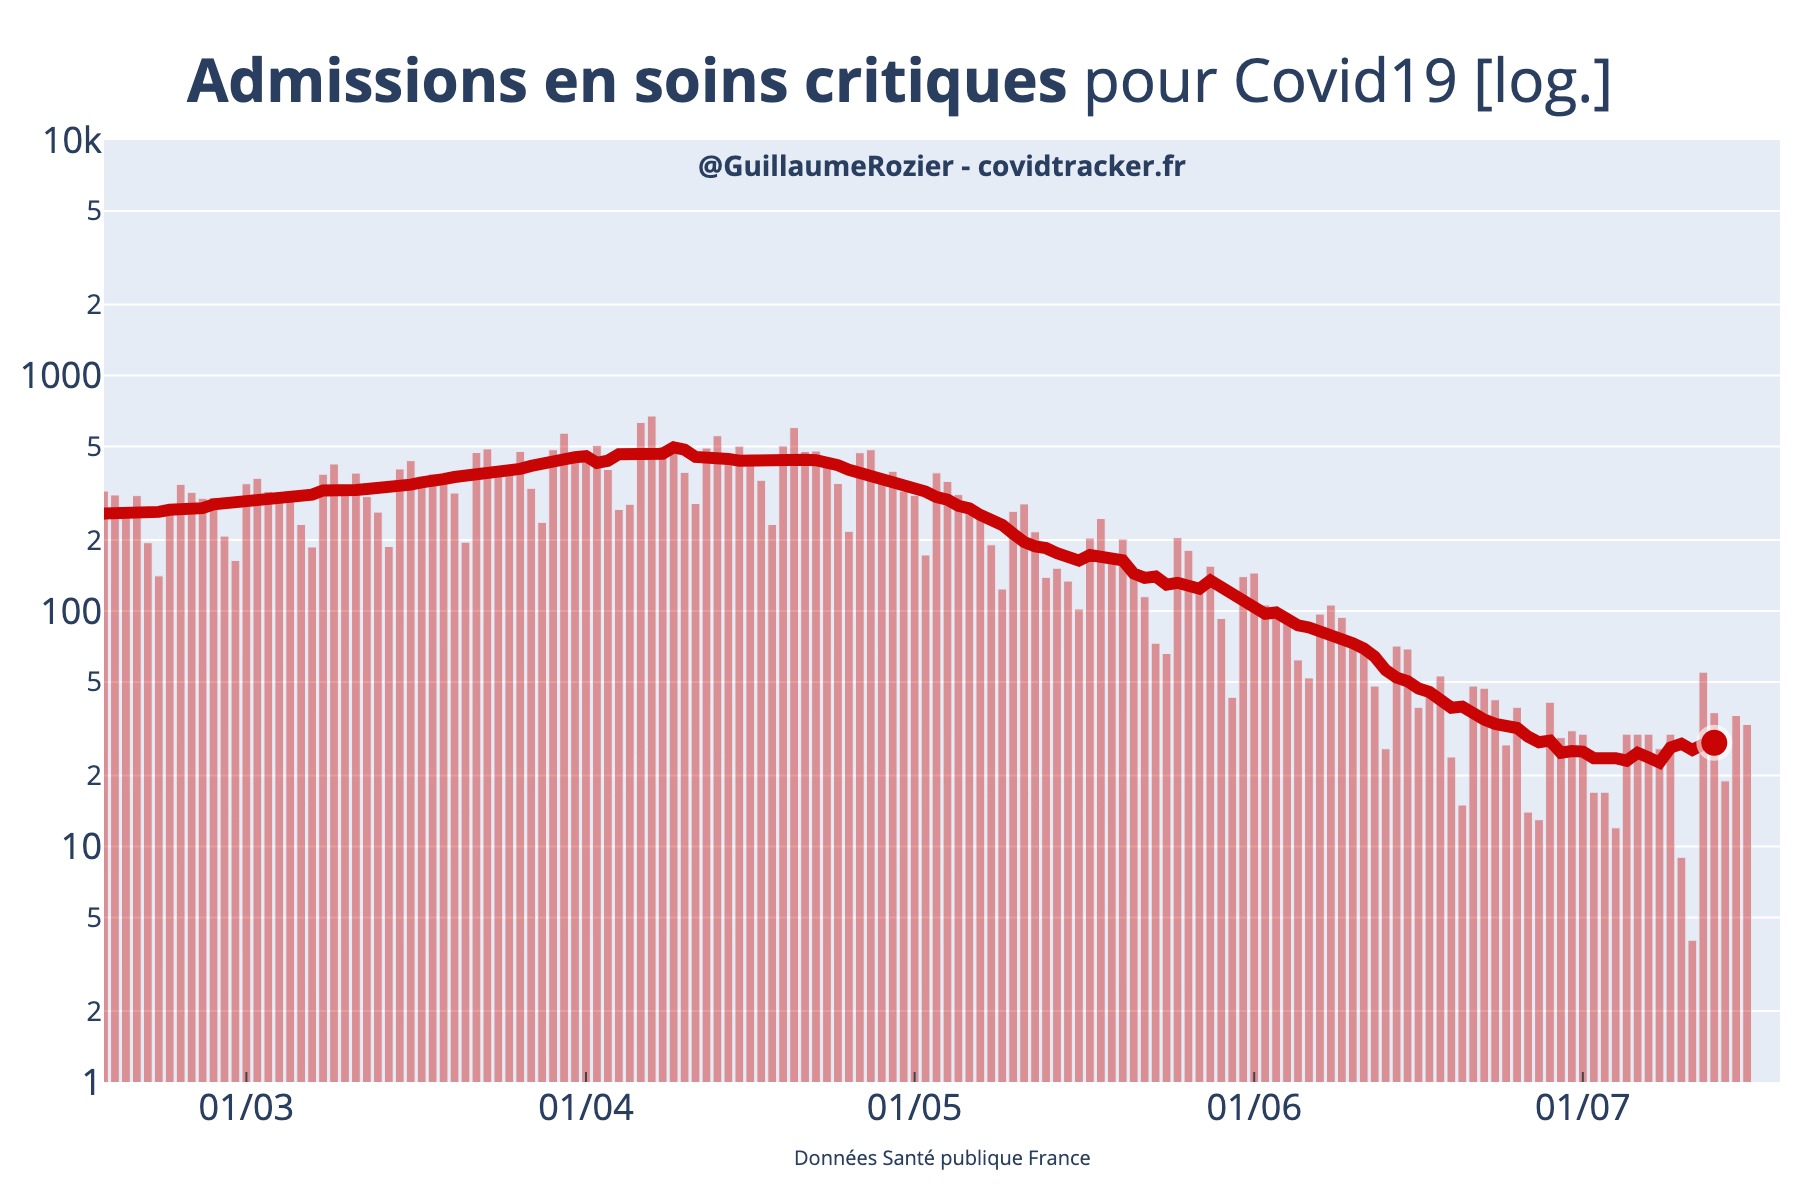 Admissions en soins critiques pour Covid19 [log.]
@GuillaumeRozier - covidtracker.fr
10k
5
2
1000
5
2
100
5
2
10
5
2
1
01/03 01/04 01/05 01/06 01/07
Données Santé publique France